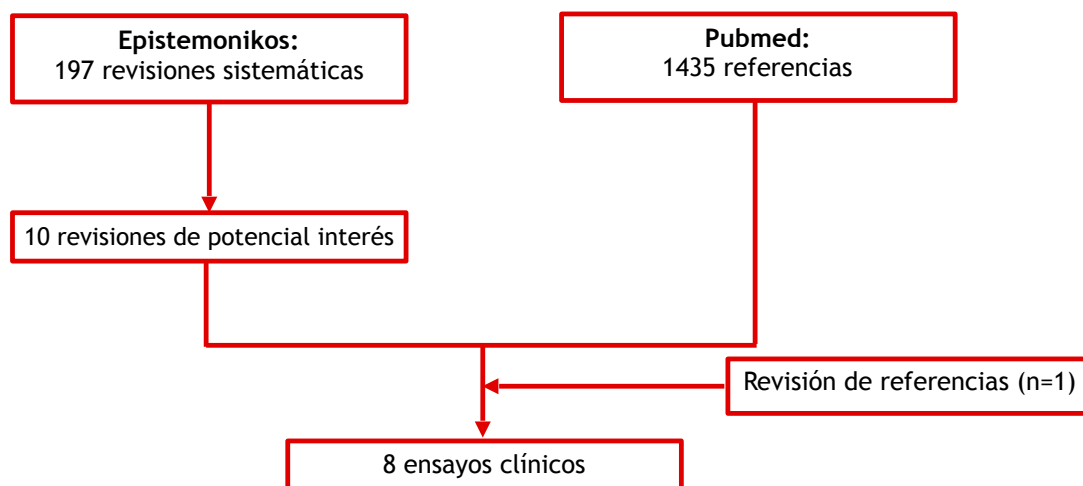 Epistemonikos:
197 revisiones sistemáticas
Pubmed:
1435 referencias
10 revisiones de potencial interés
Revisión de referencias (n=1)
8 ensayos clínicos